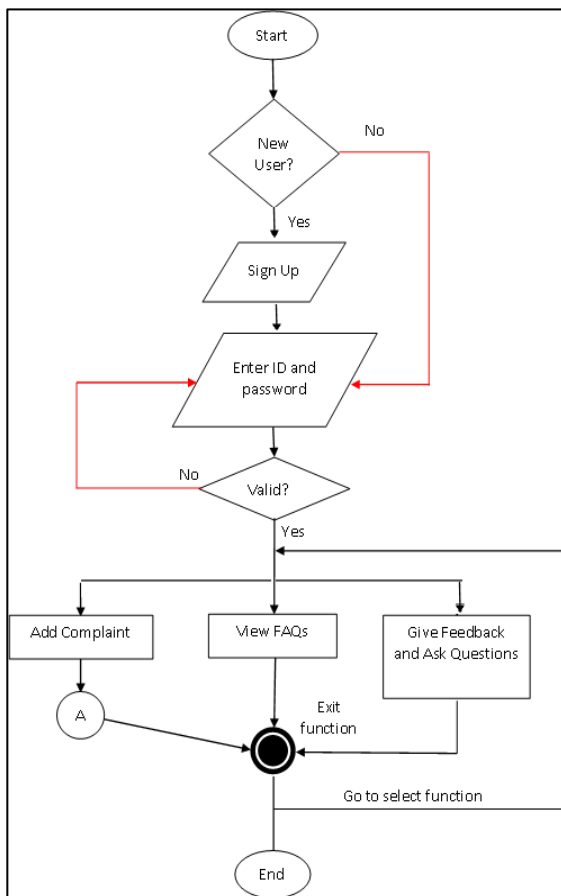 Start
New
User?
No
Yes
Sign Up
Enter ID and
password
No
Valid?
Yes
Add Complaint
View FAQs
Give Feedback
and Ask Questions
A
Exit
function
Go to select function
End